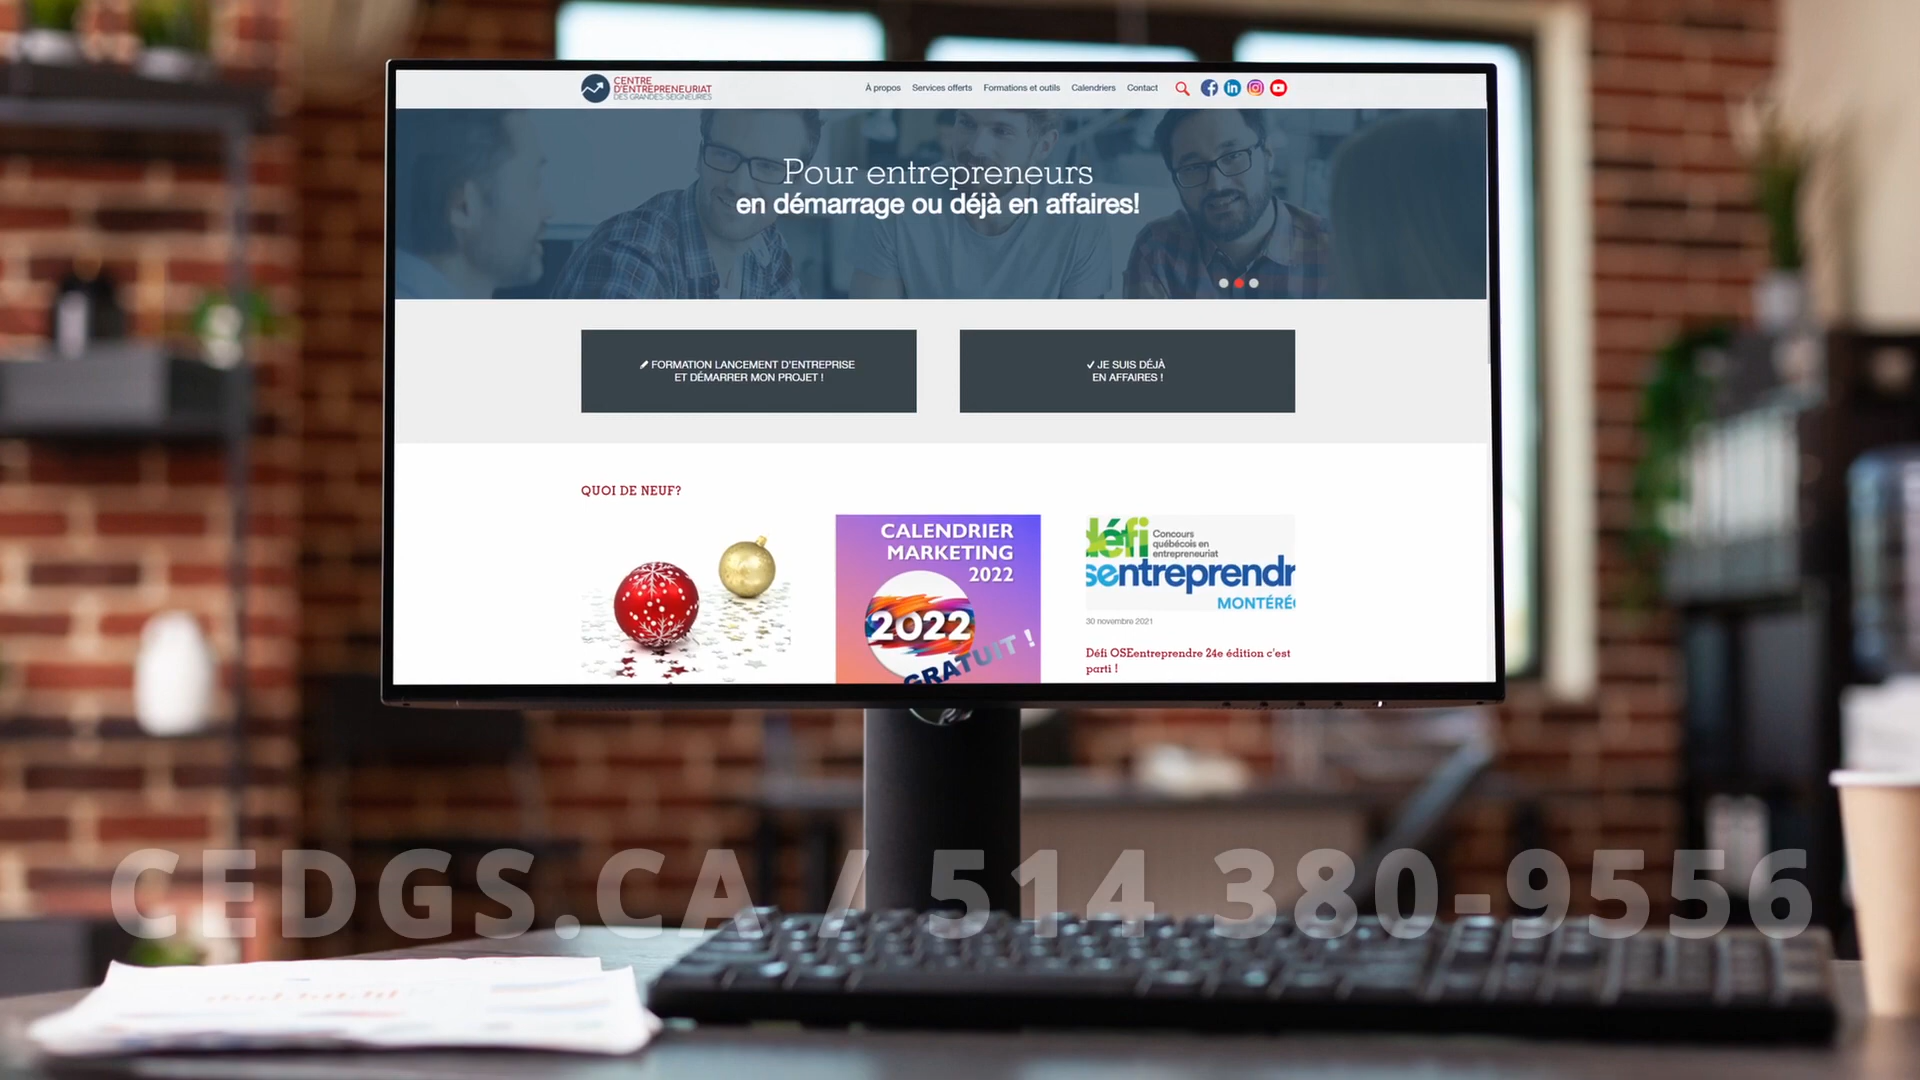 CENTRE
D'ENTREPRENEURIAT
DES GRANDES-SEIGNEURIES
À propos Services offerts Formations et outils Calendriers Contact
Pour entrepreneurs
en démarrage ou déjà en affaires!
FORMATION LANCEMENT D'ENTREPRISE
ET DÉMARRER MON PROJET !
JE SUIS DÉJÀ
EN AFFAIRES !
QUOI DE NEUF?
CALENDRIER
MARKETING
2022
2022
GRATUIT !
défi
Concours
québécois en
entrepreneuriat
sentreprendr
MONTÉRÉG
30 novembre 2021
Défi OSEentreprendre 24e édition c'est
parti !
CEDGS.CA / 514 380-9556